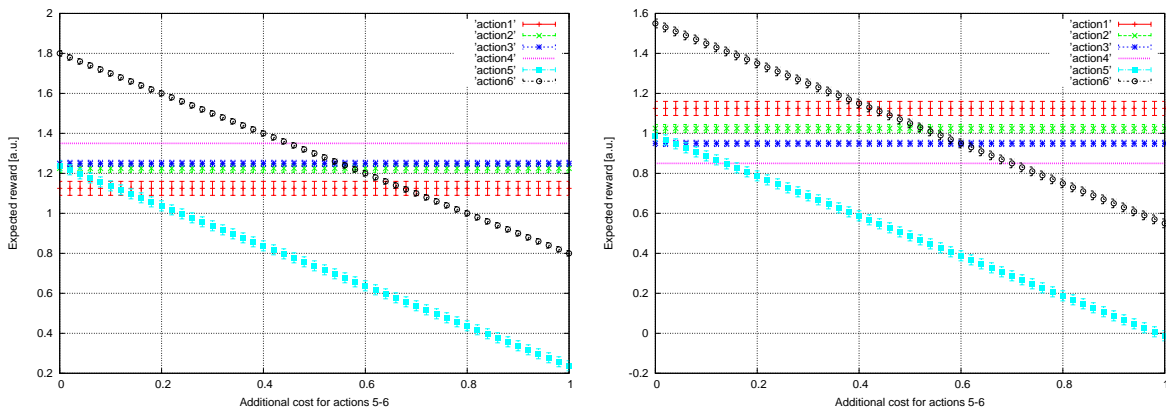 2
1.8
1.6
1.4
1.2
1
0.8
0.6
0.4
0.2
Expected reward [a.u.]
'action1'
'action2'
'action3'
'action4'
'action5'
'action6'
0
0.2
0.4
0.6
0.8
1
Additional cost for actions 5-6
1.6
1.4
1.2
1
0.8
0.6
0.4
0.2
0
-0.2
Expected reward [a.u.]
'action1'
'action2'
'action3'
'action4'
'action5'
'action6'
0
0.2
0.4
0.6
0.8
1
Additional cost for actions 5-6